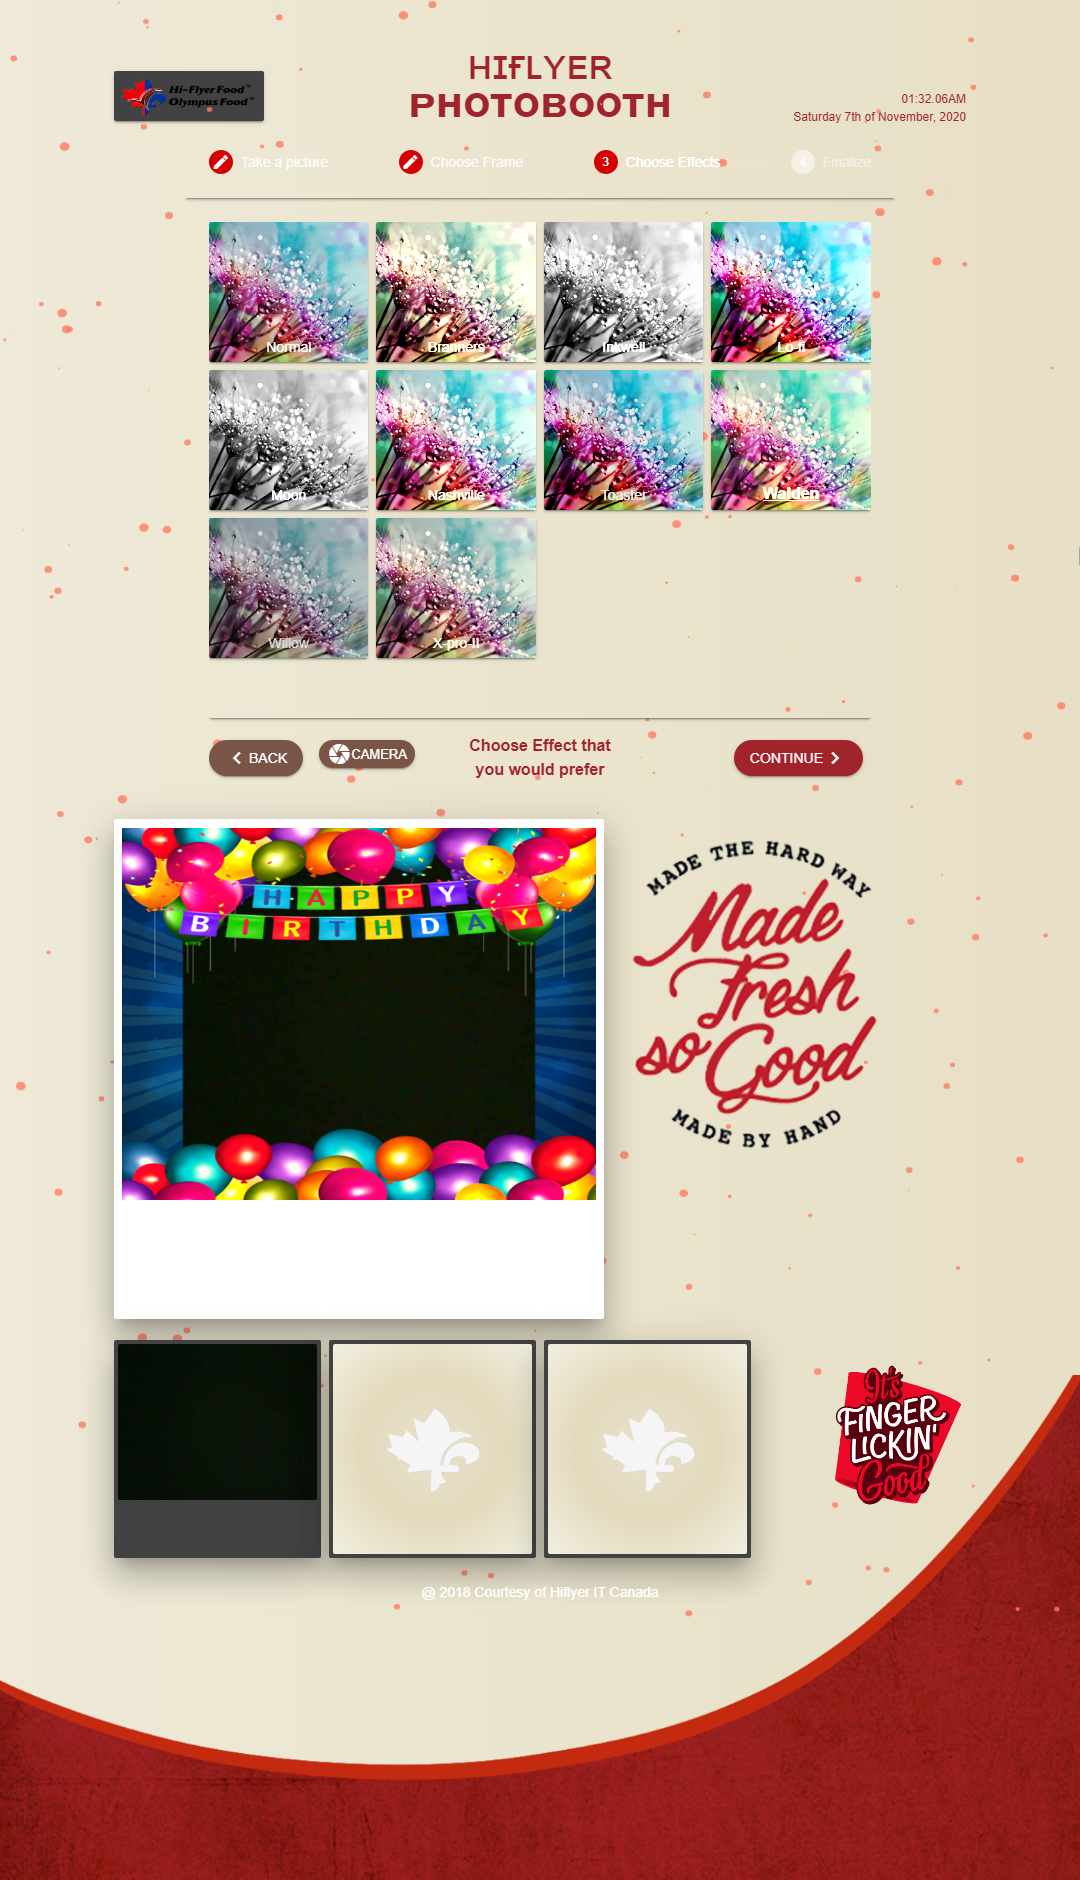 Hi-Flyer Food™
Olympus Food™
HIFLYER
PHOTOBOOTH
01:32.06AM
Saturday 7th of November, 2020
Take a picture
Choose Frame
3 Choose Effects
4 Finalize
Normal
Branners
Inkwell
Lo-fi
Moon
Nashville
Toaster
Walden
Willow
X-pro-II
BACK
CAMERA
Choose Effect that
you would prefer
CONTINUE
HAPPY
BIRTHDAY
MADE THE HARD WAY
Made
Fresh
so Good
MADE BY HAND
It's
FINGER
LICKIN'
Good
@ 2018 Courtesy of Hiflyer IT Canada